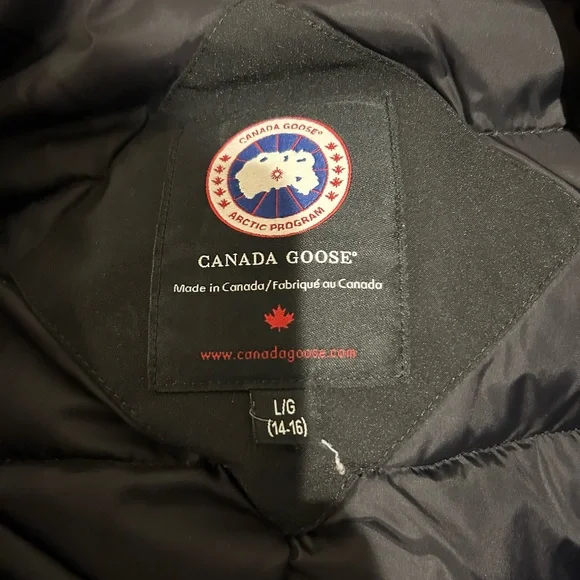 CANADA GOOSE®
ARCTIC PROGRAM
CANADA GOOSE®
Made in Canada/Fabriqué au Canada
www.canadagoose.com
L/G
(14-16)